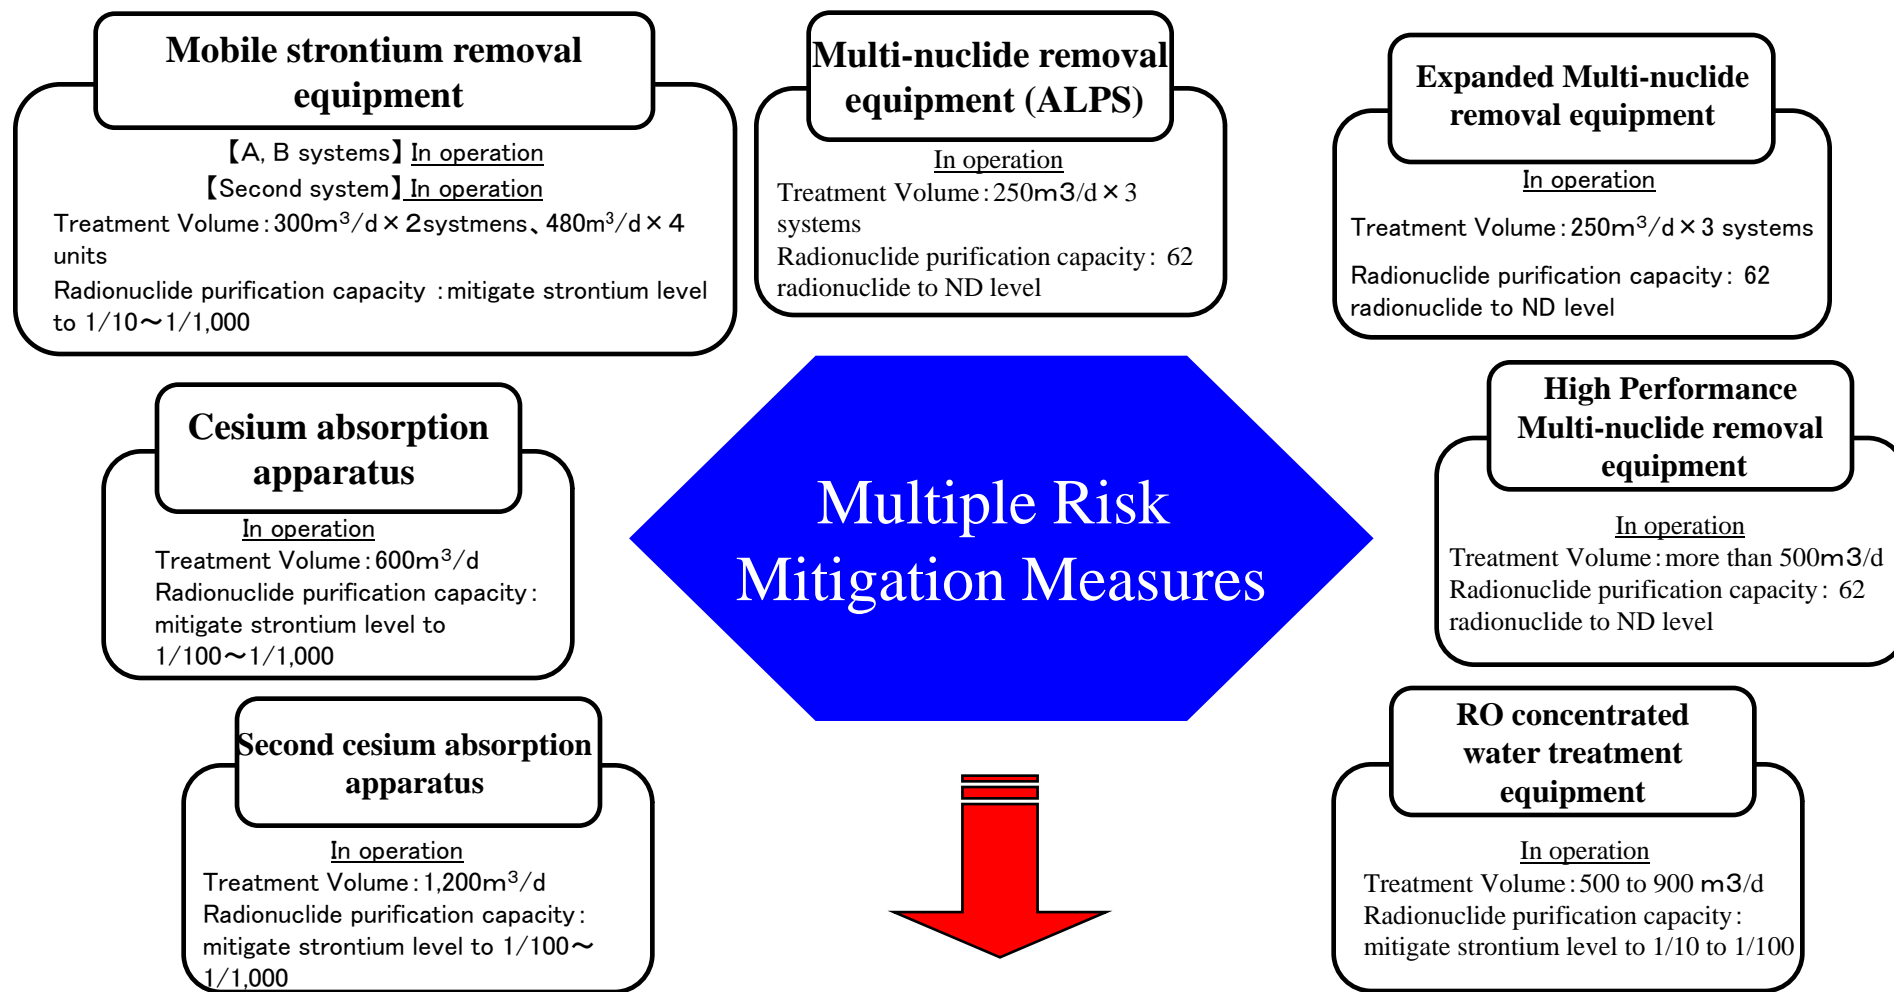 Mobile strontium removal
equipment
【A, B systems】 In operation
【Second system】 In operation
Treatment Volume：300m³/d×2systmens、480m³/d×4
units
Radionuclide purification capacity ：mitigate strontium level
to 1/10～1/1,000
Multi-nuclide removal
equipment (ALPS)
In operation
Treatment Volume：250m3/d×3
systems
Radionuclide purification capacity： 62
radionuclide to ND level
Expanded Multi-nuclide
removal equipment
In operation
Treatment Volume：250m³/d×3 systems
Radionuclide purification capacity： 62
radionuclide to ND level
Cesium absorption
apparatus
In operation
Treatment Volume：600m³/d
Radionuclide purification capacity：
mitigate strontium level to
1/100～1/1,000
Multiple Risk
Mitigation Measures
High Performance
Multi-nuclide removal
equipment
In operation
Treatment Volume：more than 500m3/d
Radionuclide purification capacity： 62
radionuclide to ND level
Second cesium absorption
apparatus
In operation
Treatment Volume：1,200m³/d
Radionuclide purification capacity：
mitigate strontium level to 1/100～
1/1,000
RO concentrated
water treatment
equipment
In operation
Treatment Volume：500 to 900 m3/d
Radionuclide purification capacity：
mitigate strontium level to 1/10 to 1/100